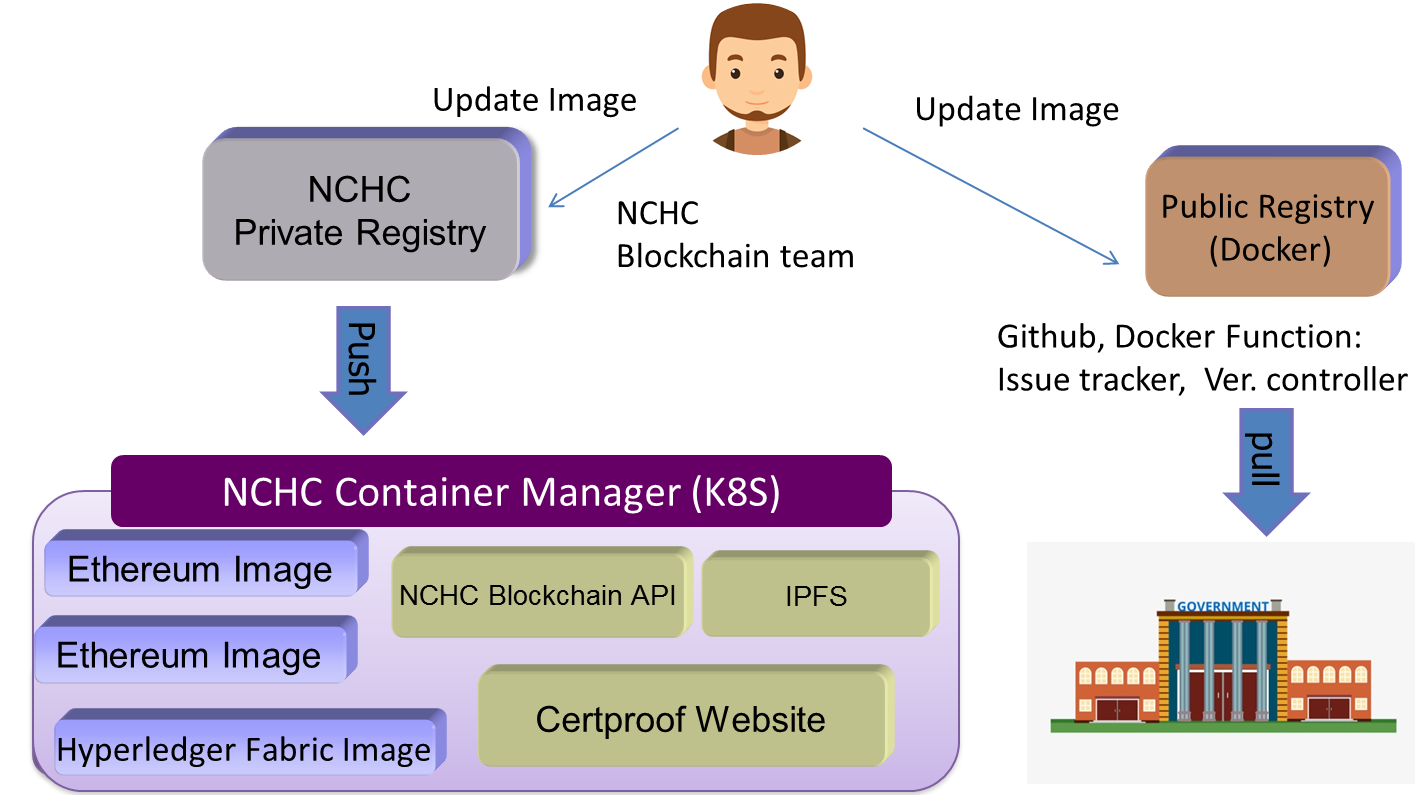 Update Image
Update Image
NCHC
Private Registry
NCHC
Blockchain team
Public Registry
(Docker)
Github, Docker Function:
Issue tracker,  Ver. controller
Push
pull
NCHC Container Manager (K8S)
Ethereum Image
NCHC Blockchain API
IPFS
Ethereum Image
Certproof Website
Hyperledger Fabric Image
GOVERNMENT